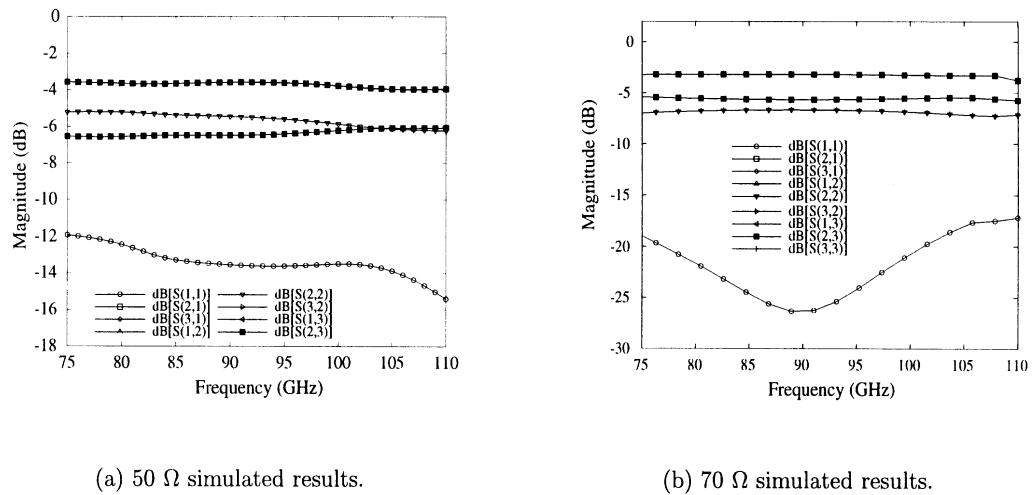 0
-2
-4
-6
-8
-10
-12
-14
-16
-18
Magnitude (dB)
dB[S(1,1)]
dB[S(2,1)]
dB[S(3,1)]
dB[S(1,2)]
dB[S(2,2)]
dB[S(3,2)]
dB[S(1,3)]
dB[S(2,3)]
75 80 85 90 95 100 105 110
Frequency (GHz)
(a) 50 Ω simulated results.
0
-5
-10
-15
-20
-25
-30
Magnittude (dB)
dB[S(1,1)]
dB[S(2,1)]
dB[S(3,1)]
dB[S(1,2)]
dB[S(2,2)]
dB[S(3,2)]
dB[S(1,3)]
dB[S(2,3)]
dB[S(3,3)]
75 80 85 90 95 100 105 110
Frequency (GHz)
(b) 70 Ω simulated results.